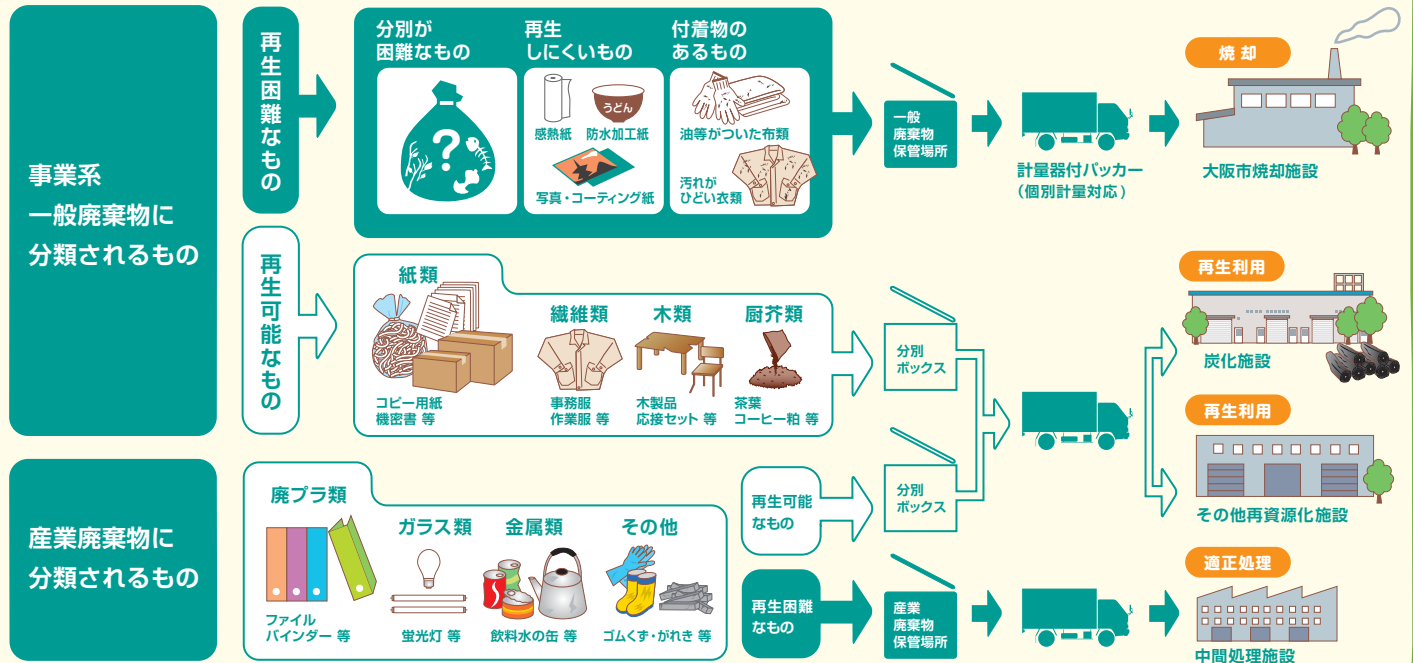 事業系
一般廃棄物に
分類されるもの
再生困難なもの
分別が
困難なもの
?
再生
しにくいもの
うどん
感熱紙
防水加工紙
写真・コーティング紙
付着物の
あるもの
油等がついた布類
汚れが
ひどい衣類
一般
廃棄物
保管場所
計量器付パッカー
(個別計量対応)
焼却
大阪市焼却施設
再生可能なもの
紙類
コピー用紙
機密書 等
繊維類
事務服
作業服 等
木類
木製品
応接セット 等
厨芥類
茶葉
コーヒー粕 等
分別
ボックス
再生利用
炭化施設
再生利用
その他再資源化施設
産業廃棄物に
分類されるもの
廃プラ類
ファイル
バインダー 等
ガラス類
蛍光灯 等
金属類
飲料水の缶 等
その他
ゴムくず・がれき 等
再生可能
なもの
分別
ボックス
再生困難
なもの
産業
廃棄物
保管場所
適正処理
中間処理施設